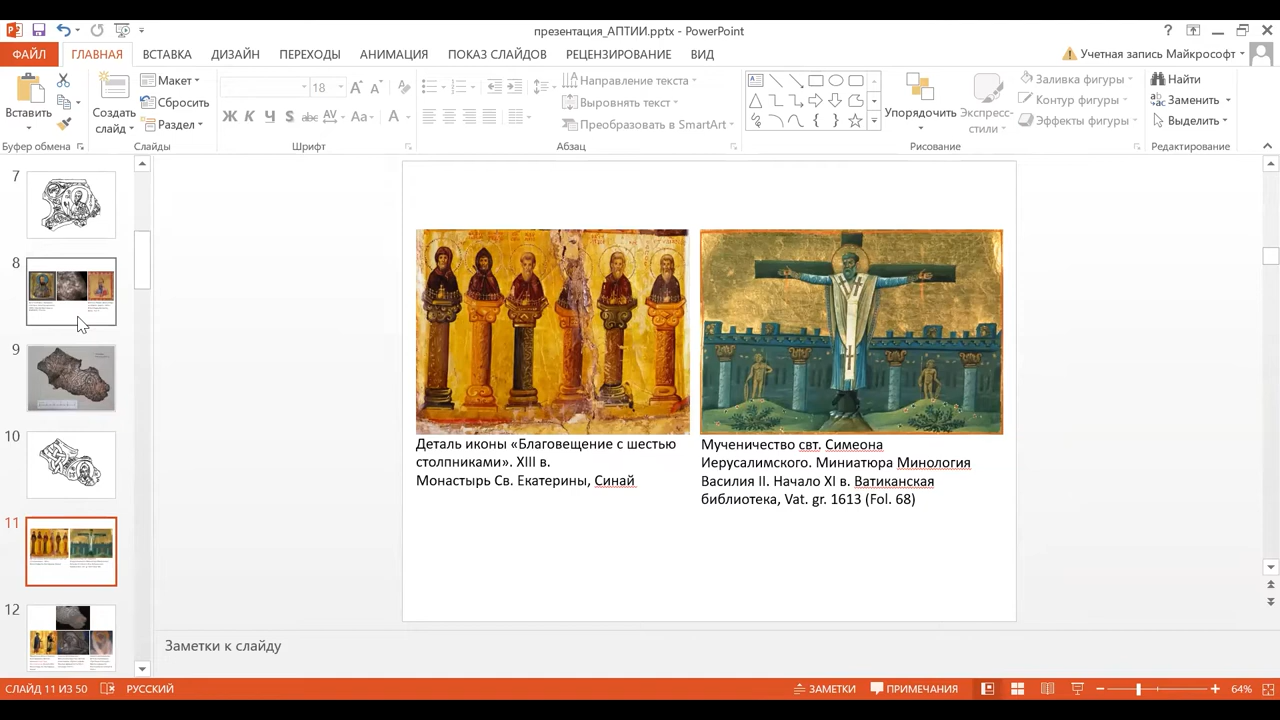 презентация_АПТИИ.pptx - PowerPoint
ФАЙЛ ГЛАВНАЯ ВСТАВКА ДИЗАЙН ПЕРЕХОДЫ АНИМАЦИЯ ПОКАЗ СЛАЙДОВ РЕЦЕНЗИРОВАНИЕ ВИД Учетная запись Майкрософт
Вставить
Буфер обмена
Создать слайд
Макет
Сбросить
Раздел
Слайды
18
Ж К Ч S abc AV Aa A
Шрифт
Направление текста
Выровнять текст
Преобразовать в SmartArt
Абзац
Упорядочить
Экспресс-стили
Заливка фигуры
Контур фигуры
Эффекты фигуры
Рисование
Найти
Заменить
Выделить
Редактирование
7
8
9
10
11
12
Деталь иконы «Благовещение с шестью
столпниками». XIII в.
Монастырь Св. Екатерины, Синай
Мученичество свт. Симеона
Иерусалимского. Миниатюра Минология
Василия II. Начало XI в. Ватиканская
библиотека, Vat. gr. 1613 (Fol. 68)
Заметки к слайду
СЛАЙД 11 ИЗ 50 РУССКИЙ ЗАМЕТКИ ПРИМЕЧАНИЯ 64%